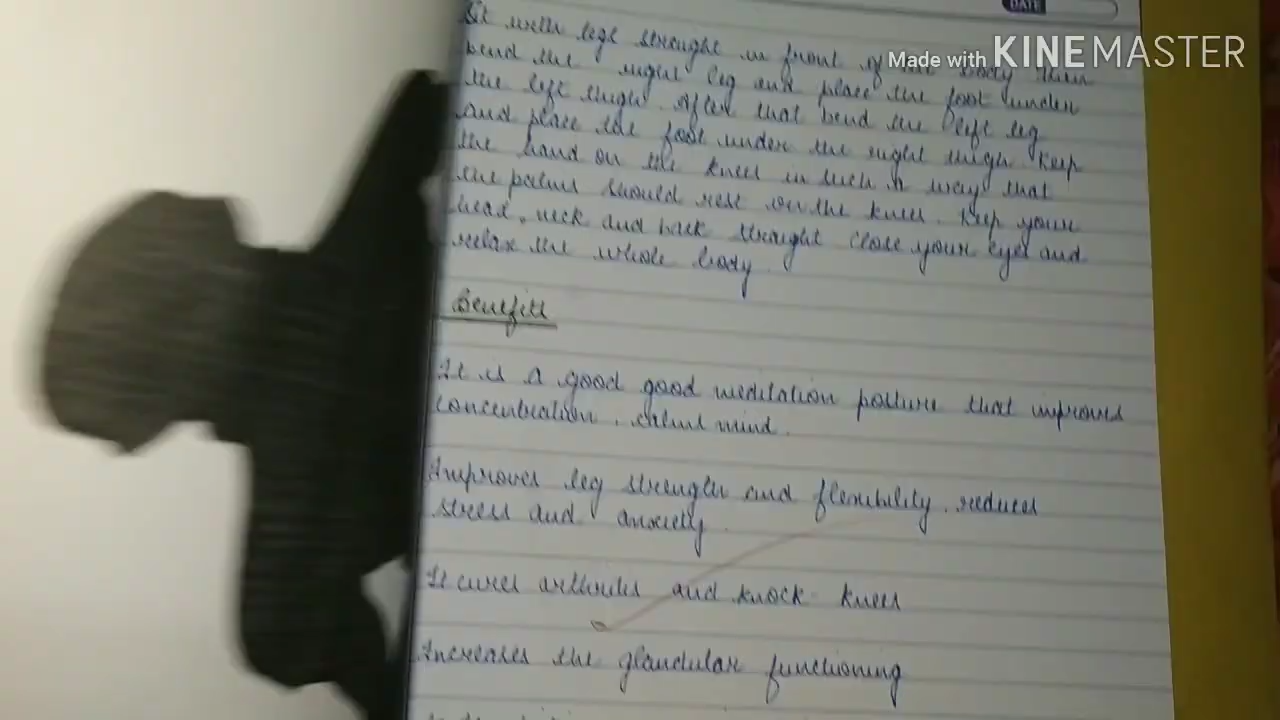 DATE
Made with KINEMASTER
Sit with legs straight in front of the body then
bend the right leg and place the foot under
the left thigh. After that bend the left leg
and place the foot under the right thigh. Keep
the hand on the knees in such a way that
the palms should rest on the knees. Keep your
head, neck and back straight close your eyes and
relax the whole body.
Benefits
It is a good good meditation posture that improves
concentration, calms mind.
Improves leg strength and flexibility, reduces
stress and anxiety.
It cures arthritis and knock knees
Increases the glandular functioning